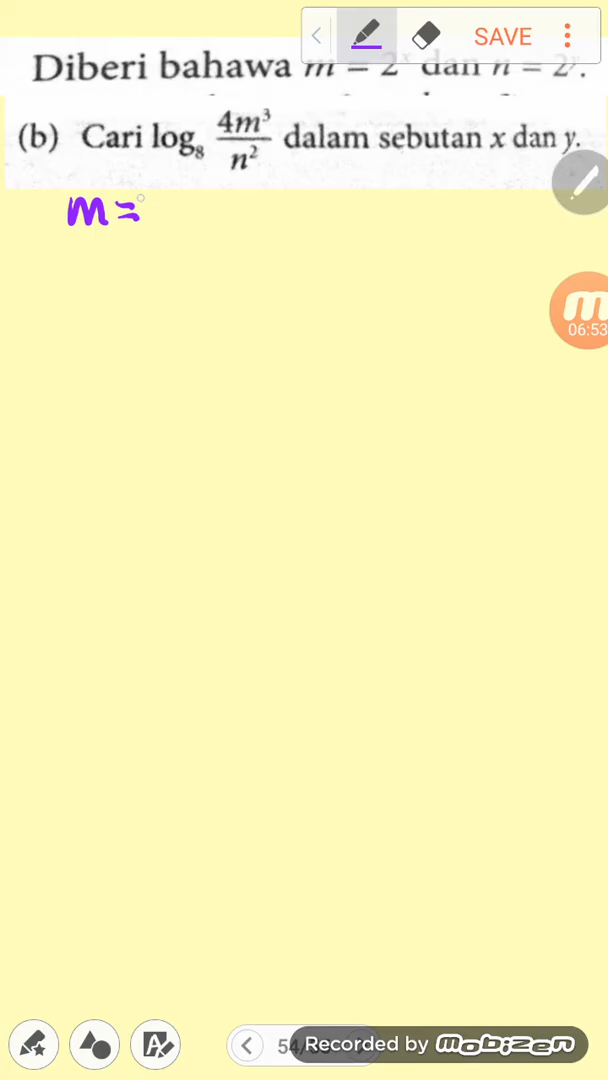 SAVE
Diberi bahawa m = 2ˣ dan n = 2ʸ.
(b) Cari log₈ 4m³/n² dalam sebutan x dan y.
m =
06:53
Recorded by mobizen